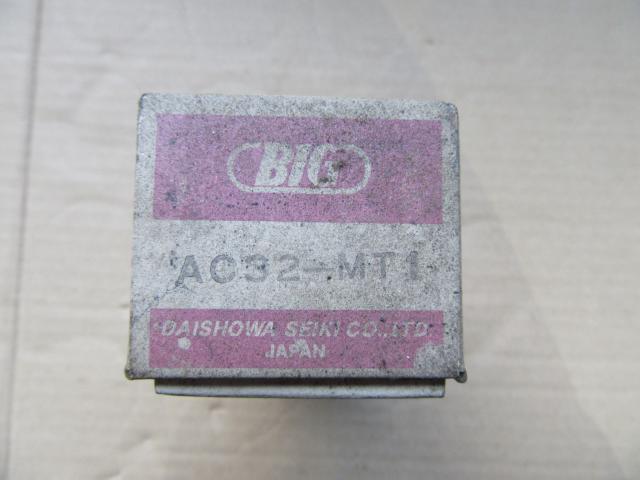 BIG
AC32-MT1
DAISHOWA SEIKI CO.,LTD
JAPAN